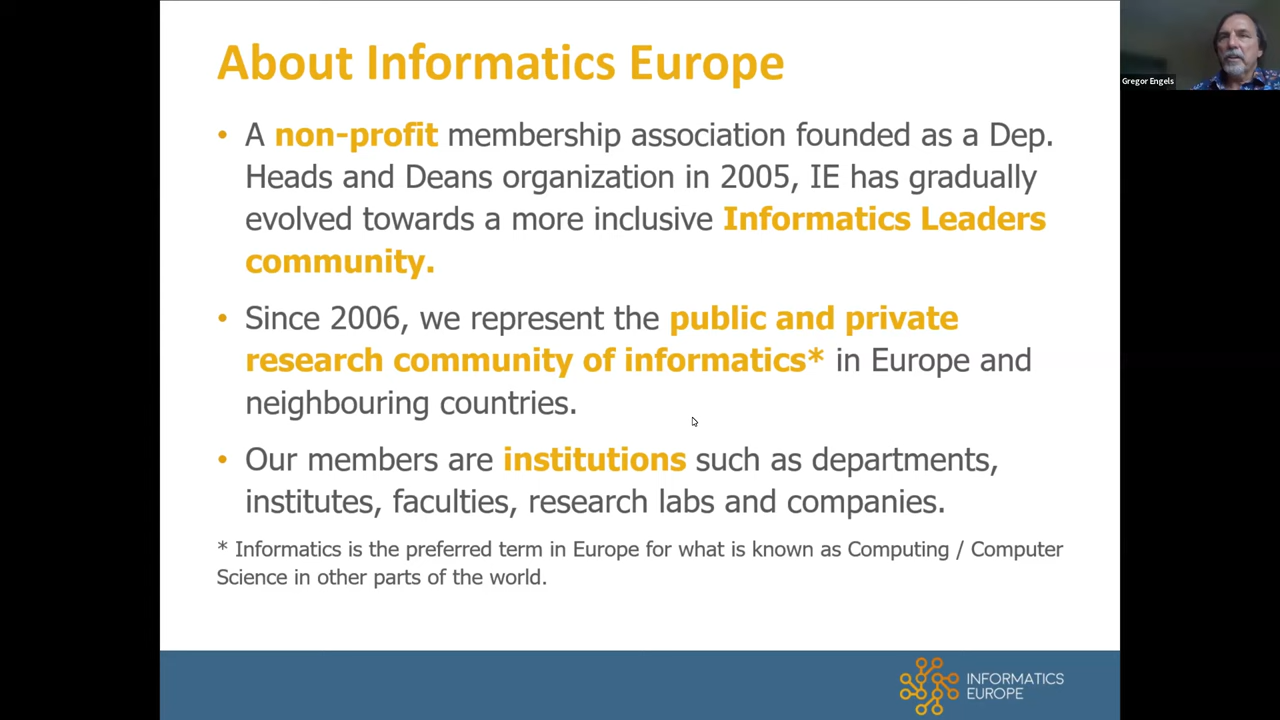 About Informatics Europe
Gregor Engels
• A non-profit membership association founded as a Dep.
Heads and Deans organization in 2005, IE has gradually
evolved towards a more inclusive Informatics Leaders
community.
• Since 2006, we represent the public and private
research community of informatics* in Europe and
neighbouring countries.
• Our members are institutions such as departments,
institutes, faculties, research labs and companies.
* Informatics is the preferred term in Europe for what is known as Computing / Computer
Science in other parts of the world.
INFORMATICS
EUROPE